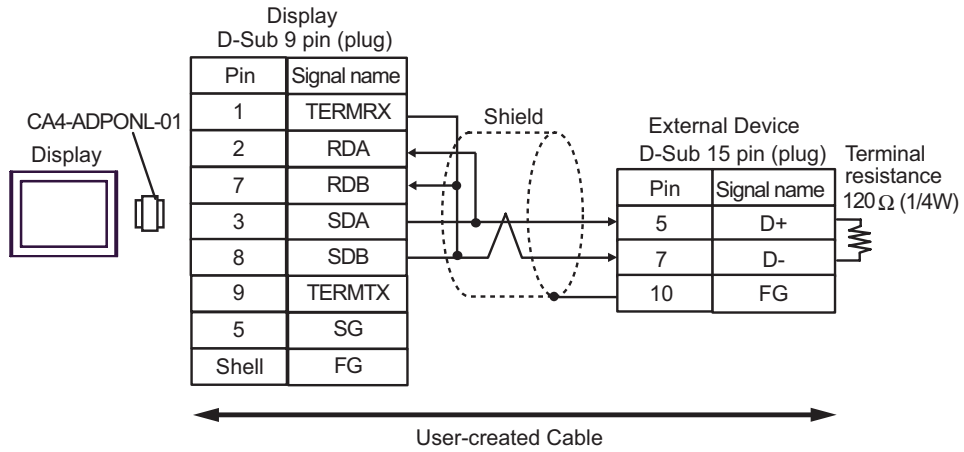 Display
D-Sub 9 pin (plug)
Pin Signal name
1 TERMRX
2 RDA
7 RDB
3 SDA
8 SDB
9 TERMTX
5 SG
Shell FG
CA4-ADPONL-01
Display
Shield
External Device
D-Sub 15 pin (plug)
Pin Signal name
5 D+
7 D-
10 FG
Terminal
resistance
120Ω (1/4W)
User-created Cable